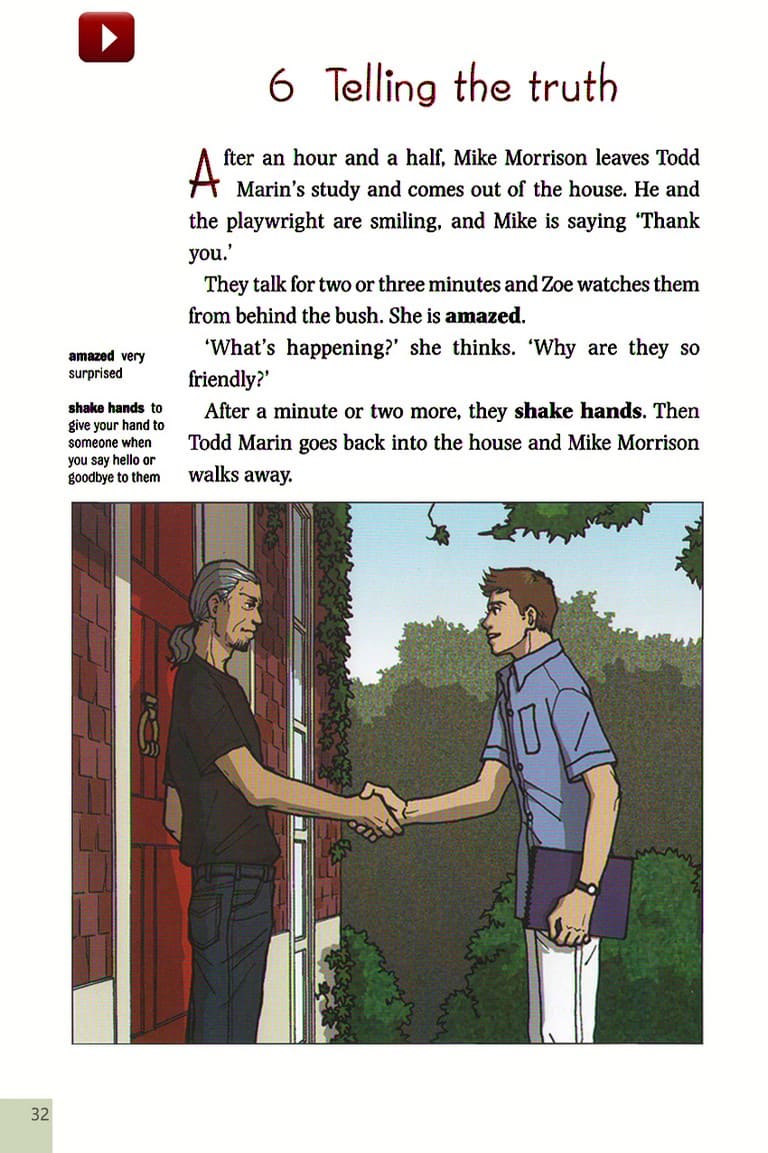 6 Telling the truth
After an hour and a half, Mike Morrison leaves Todd
Marin’s study and comes out of the house. He and
the playwright are smiling, and Mike is saying ‘Thank
you.’
They talk for two or three minutes and Zoe watches them
from behind the bush. She is amazed.
‘What’s happening?’ she thinks. ‘Why are they so
friendly?’
After a minute or two more, they shake hands. Then
Todd Marin goes back into the house and Mike Morrison
walks away.
amazed very
surprised
shake hands to
give your hand to
someone when
you say hello or
goodbye to them
32